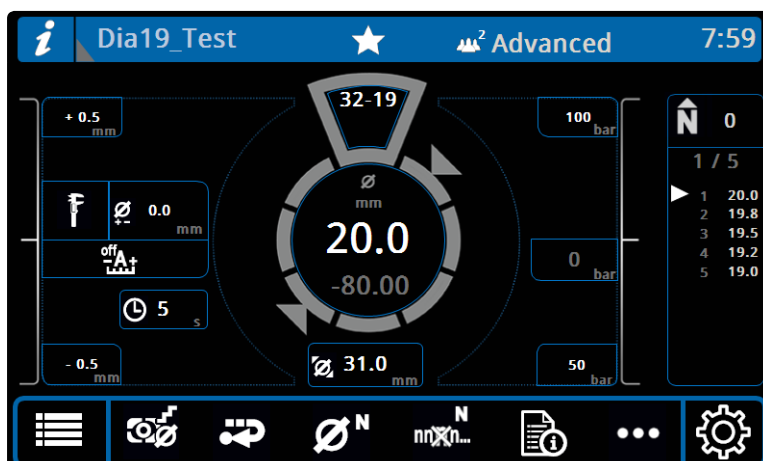 i Dia19_Test 2 Advanced 7:59
+ 0.5
mm
0.0
mm
off
-A+
5
s
- 0.5
mm
32-19
Ø
mm
20.0
-80.00
Ø 31.0
mm
100
bar
0
bar
50
bar
N 0
1 / 5
1 20.0
2 19.8
3 19.5
4 19.2
5 19.0
Ø N
N
nnXn...
i